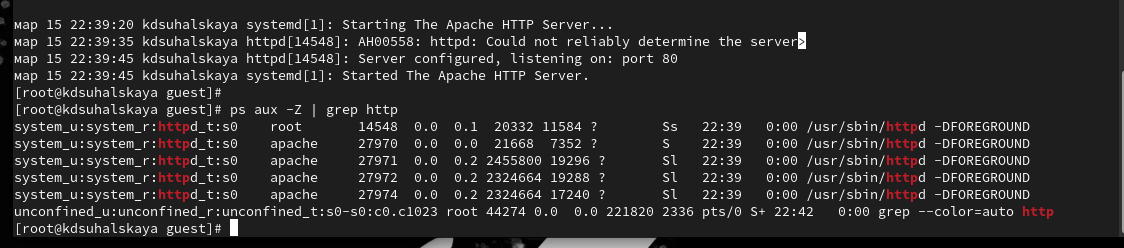 мар 15 22:39:20 kdsuhalskaya systemd[1]: Starting The Apache HTTP Server...
мар 15 22:39:35 kdsuhalskaya httpd[14548]: AH00558: httpd: Could not reliably determine the server>
мар 15 22:39:45 kdsuhalskaya httpd[14548]: Server configured, listening on: port 80
мар 15 22:39:45 kdsuhalskaya systemd[1]: Started The Apache HTTP Server.
[root@kdsuhalskaya guest]#
[root@kdsuhalskaya guest]# ps aux -Z | grep http
system_u:system_r:httpd_t:s0    root       14548  0.0  0.1  20332 11584 ?        Ss   22:39   0:00 /usr/sbin/httpd -DFOREGROUND
system_u:system_r:httpd_t:s0    apache     27970  0.0  0.0  21668  7352 ?        S    22:39   0:00 /usr/sbin/httpd -DFOREGROUND
system_u:system_r:httpd_t:s0    apache     27971  0.0  0.2 2455800 19296 ?       Sl   22:39   0:00 /usr/sbin/httpd -DFOREGROUND
system_u:system_r:httpd_t:s0    apache     27972  0.0  0.2 2324664 19288 ?       Sl   22:39   0:00 /usr/sbin/httpd -DFOREGROUND
system_u:system_r:httpd_t:s0    apache     27974  0.0  0.2 2324664 17240 ?       Sl   22:39   0:00 /usr/sbin/httpd -DFOREGROUND
unconfined_u:unconfined_r:unconfined_t:s0-s0:c0.c1023 root 44274 0.0  0.0 221820 2336 pts/0 S+ 22:42   0:00 grep --color=auto http
[root@kdsuhalskaya guest]#